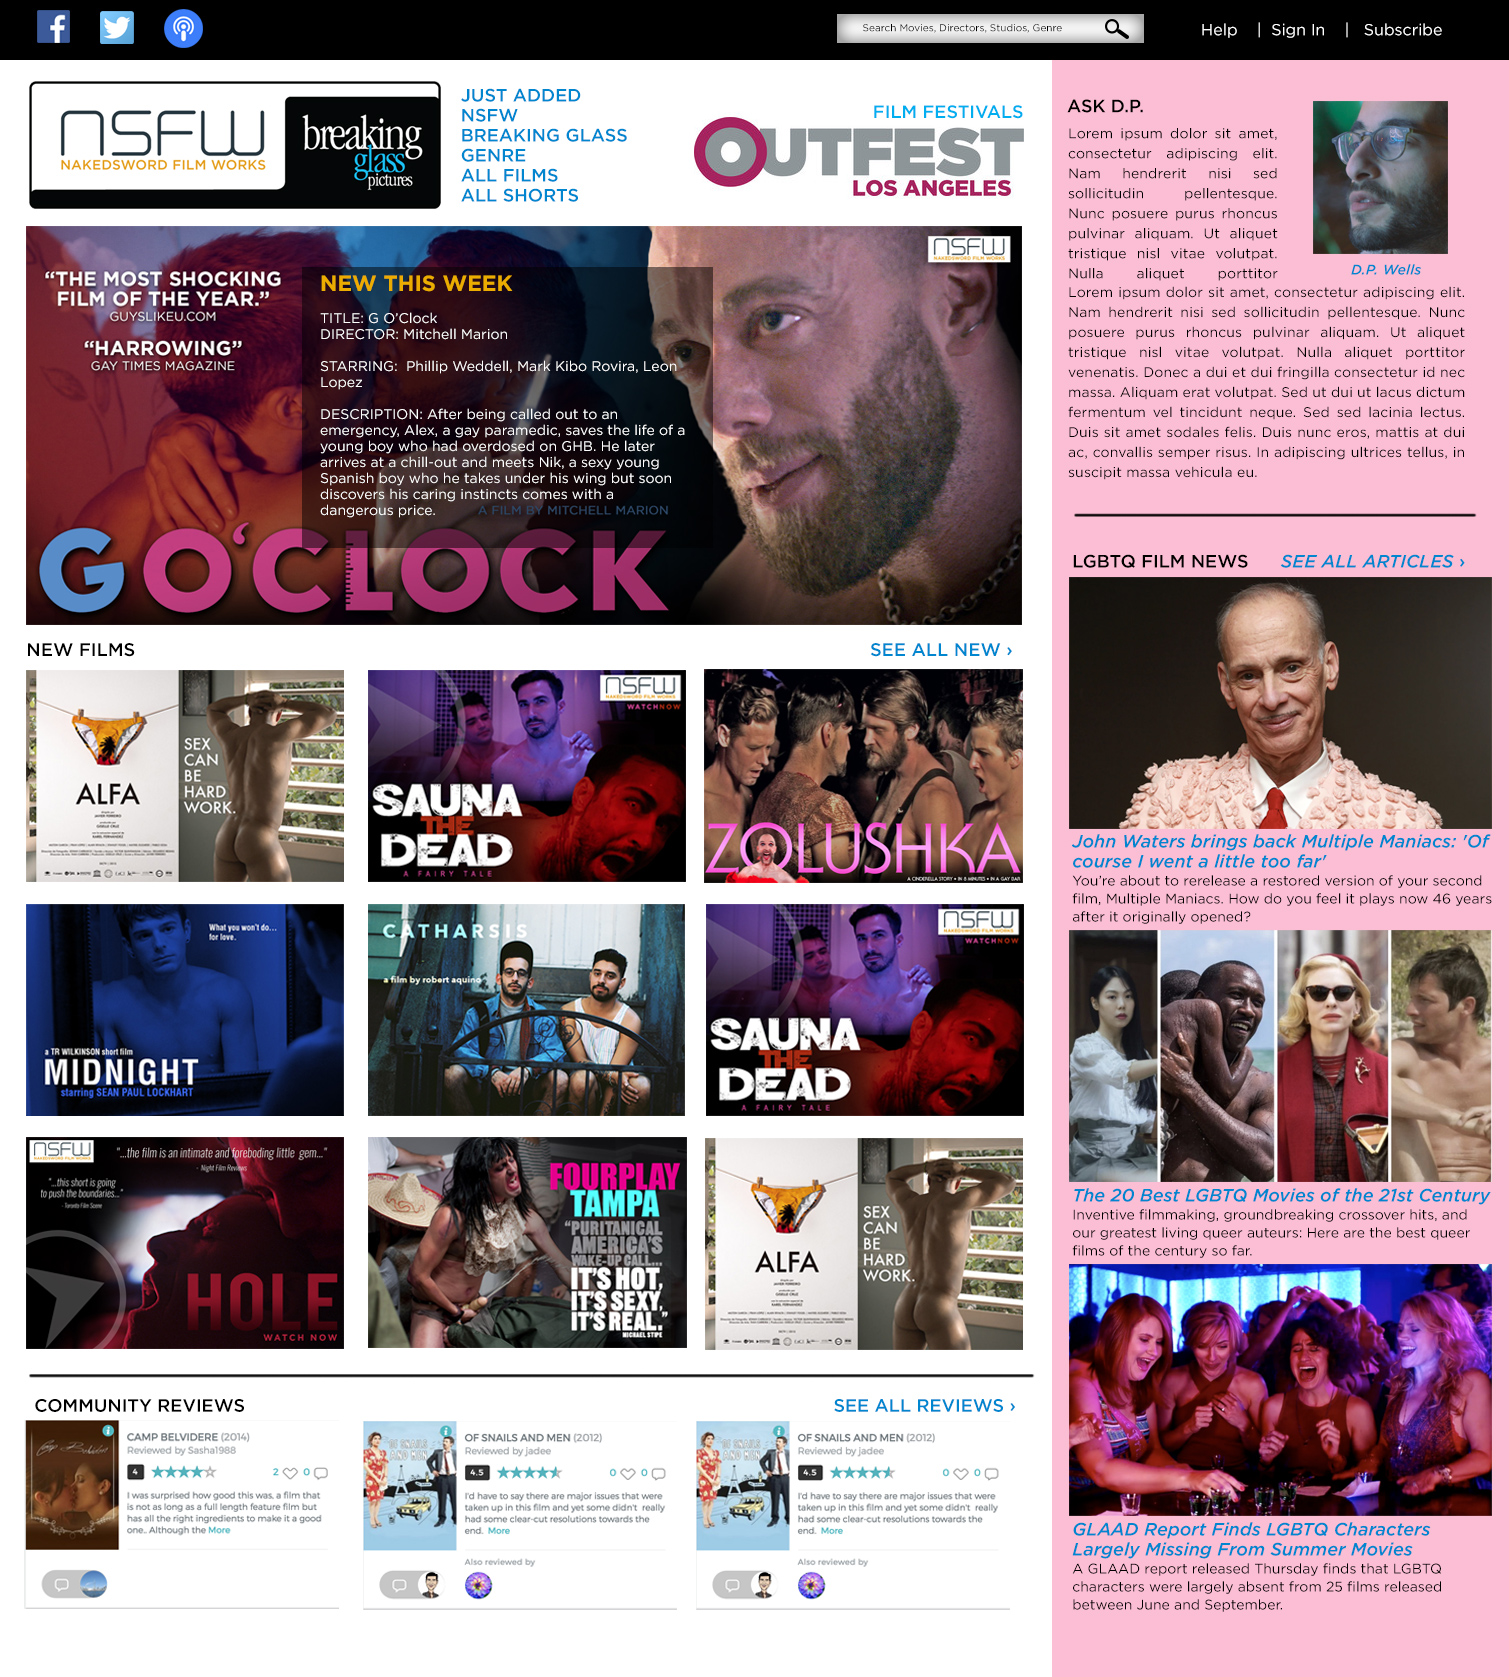 Search Movies, Directors, Studios, Genre
Help | Sign In | Subscribe
NSFW
NAKEDSWORD FILM WORKS
breaking
glass
pictures
JUST ADDED
NSFW
BREAKING GLASS
GENRE
ALL FILMS
ALL SHORTS
FILM FESTIVALS
OUTFEST
LOS ANGELES
“THE MOST SHOCKING
FILM OF THE YEAR.”
GUYSLIKEU.COM
“HARROWING”
GAY TIMES MAGAZINE
NEW THIS WEEK
TITLE: G O'Clock
DIRECTOR: Mitchell Marion
STARRING: Phillip Weddell, Mark Kibo Rovira, Leon
Lopez
DESCRIPTION: After being called out to an
emergency, Alex, a gay paramedic, saves the life of a
young boy who had overdosed on GHB. He later
arrives at a chill-out and meets Nik, a sexy young
Spanish boy who he takes under his wing but soon
discovers his caring instincts comes with a
dangerous price.
A FILM BY MITCHELL MARION
G O'CLOCK
NSFW
NAKEDSWORD FILM WORKS
NEW FILMS
SEE ALL NEW ›
ALFA
SEX
CAN
BE
HARD
WORK.
NSFW
NAKEDSWORD FILM WORKS
WATCHNOW
SAUNA
THE
DEAD
A FAIRY TALE
ZOLUSHKA
A CINDERELLA STORY • IN 8 MINUTES • IN A GAY BAR
What you won't do...
for love.
a TR WILKINSON short film
MIDNIGHT
starring SEAN PAUL LOCKHART
CATHARSIS
a film by robert aquino
NSFW
NAKEDSWORD FILM WORKS
WATCHNOW
SAUNA
THE
DEAD
A FAIRY TALE
NSFW
NAKEDSWORD FILM WORKS
"...the film is an intimate and foreboding little gem..."
- Night Film Reviews
"...this short is going
to push the boundaries..."
- Toronto Film Scene
HOLE
WATCH NOW
FOURPLAY
TAMPA
“PURITANICAL
AMERICA'S
WAKE-UP CALL...
IT'S HOT,
IT'S SEXY,
IT'S REAL.”
MICHAEL STIPE
ALFA
SEX
CAN
BE
HARD
WORK.
COMMUNITY REVIEWS
SEE ALL REVIEWS ›
CAMP BELVIDERE (2014)
Reviewed by Sasha1988
4
2 0
I was surprised how good this was, a film that
is not as long as a full length feature film but
has all the right ingredients to make it a good
one.. Although the More
OF SNAILS AND MEN (2012)
Reviewed by jadee
4.5
0 0
I'd have to say there are major issues that were
taken up in this film and yet some didn't really
had some clear-cut resolutions towards the
end. More
Also reviewed by
OF SNAILS AND MEN (2012)
Reviewed by jadee
4.5
0 0
I'd have to say there are major issues that were
taken up in this film and yet some didn't really
had some clear-cut resolutions towards the
end. More
Also reviewed by
ASK D.P.
Lorem ipsum dolor sit amet,
consectetur adipiscing elit.
Nam hendrerit nisi sed
sollicitudin pellentesque.
Nunc posuere purus rhoncus
pulvinar aliquam. Ut aliquet
tristique nisl vitae volutpat.
Nulla aliquet porttitor
D.P. Wells
Lorem ipsum dolor sit amet, consectetur adipiscing elit.
Nam hendrerit nisi sed sollicitudin pellentesque. Nunc
posuere purus rhoncus pulvinar aliquam. Ut aliquet
tristique nisl vitae volutpat. Nulla aliquet porttitor
venenatis. Donec a dui et dui fringilla consectetur id nec
massa. Aliquam erat volutpat. Sed ut dui ut lacus dictum
fermentum vel tincidunt neque. Sed sed lacinia lectus.
Duis sit amet sodales felis. Duis nunc eros, mattis at dui
ac, convallis semper risus. In adipiscing ultrices tellus, in
suscipit massa vehicula eu.
LGBTQ FILM NEWS
SEE ALL ARTICLES ›
John Waters brings back Multiple Maniacs: 'Of
course I went a little too far'
You're about to rerelease a restored version of your second
film, Multiple Maniacs. How do you feel it plays now 46 years
after it originally opened?
The 20 Best LGBTQ Movies of the 21st Century
Inventive filmmaking, groundbreaking crossover hits, and
our greatest living queer auteurs: Here are the best queer
films of the century so far.
GLAAD Report Finds LGBTQ Characters
Largely Missing From Summer Movies
A GLAAD report released Thursday finds that LGBTQ
characters were largely absent from 25 films released
between June and September.